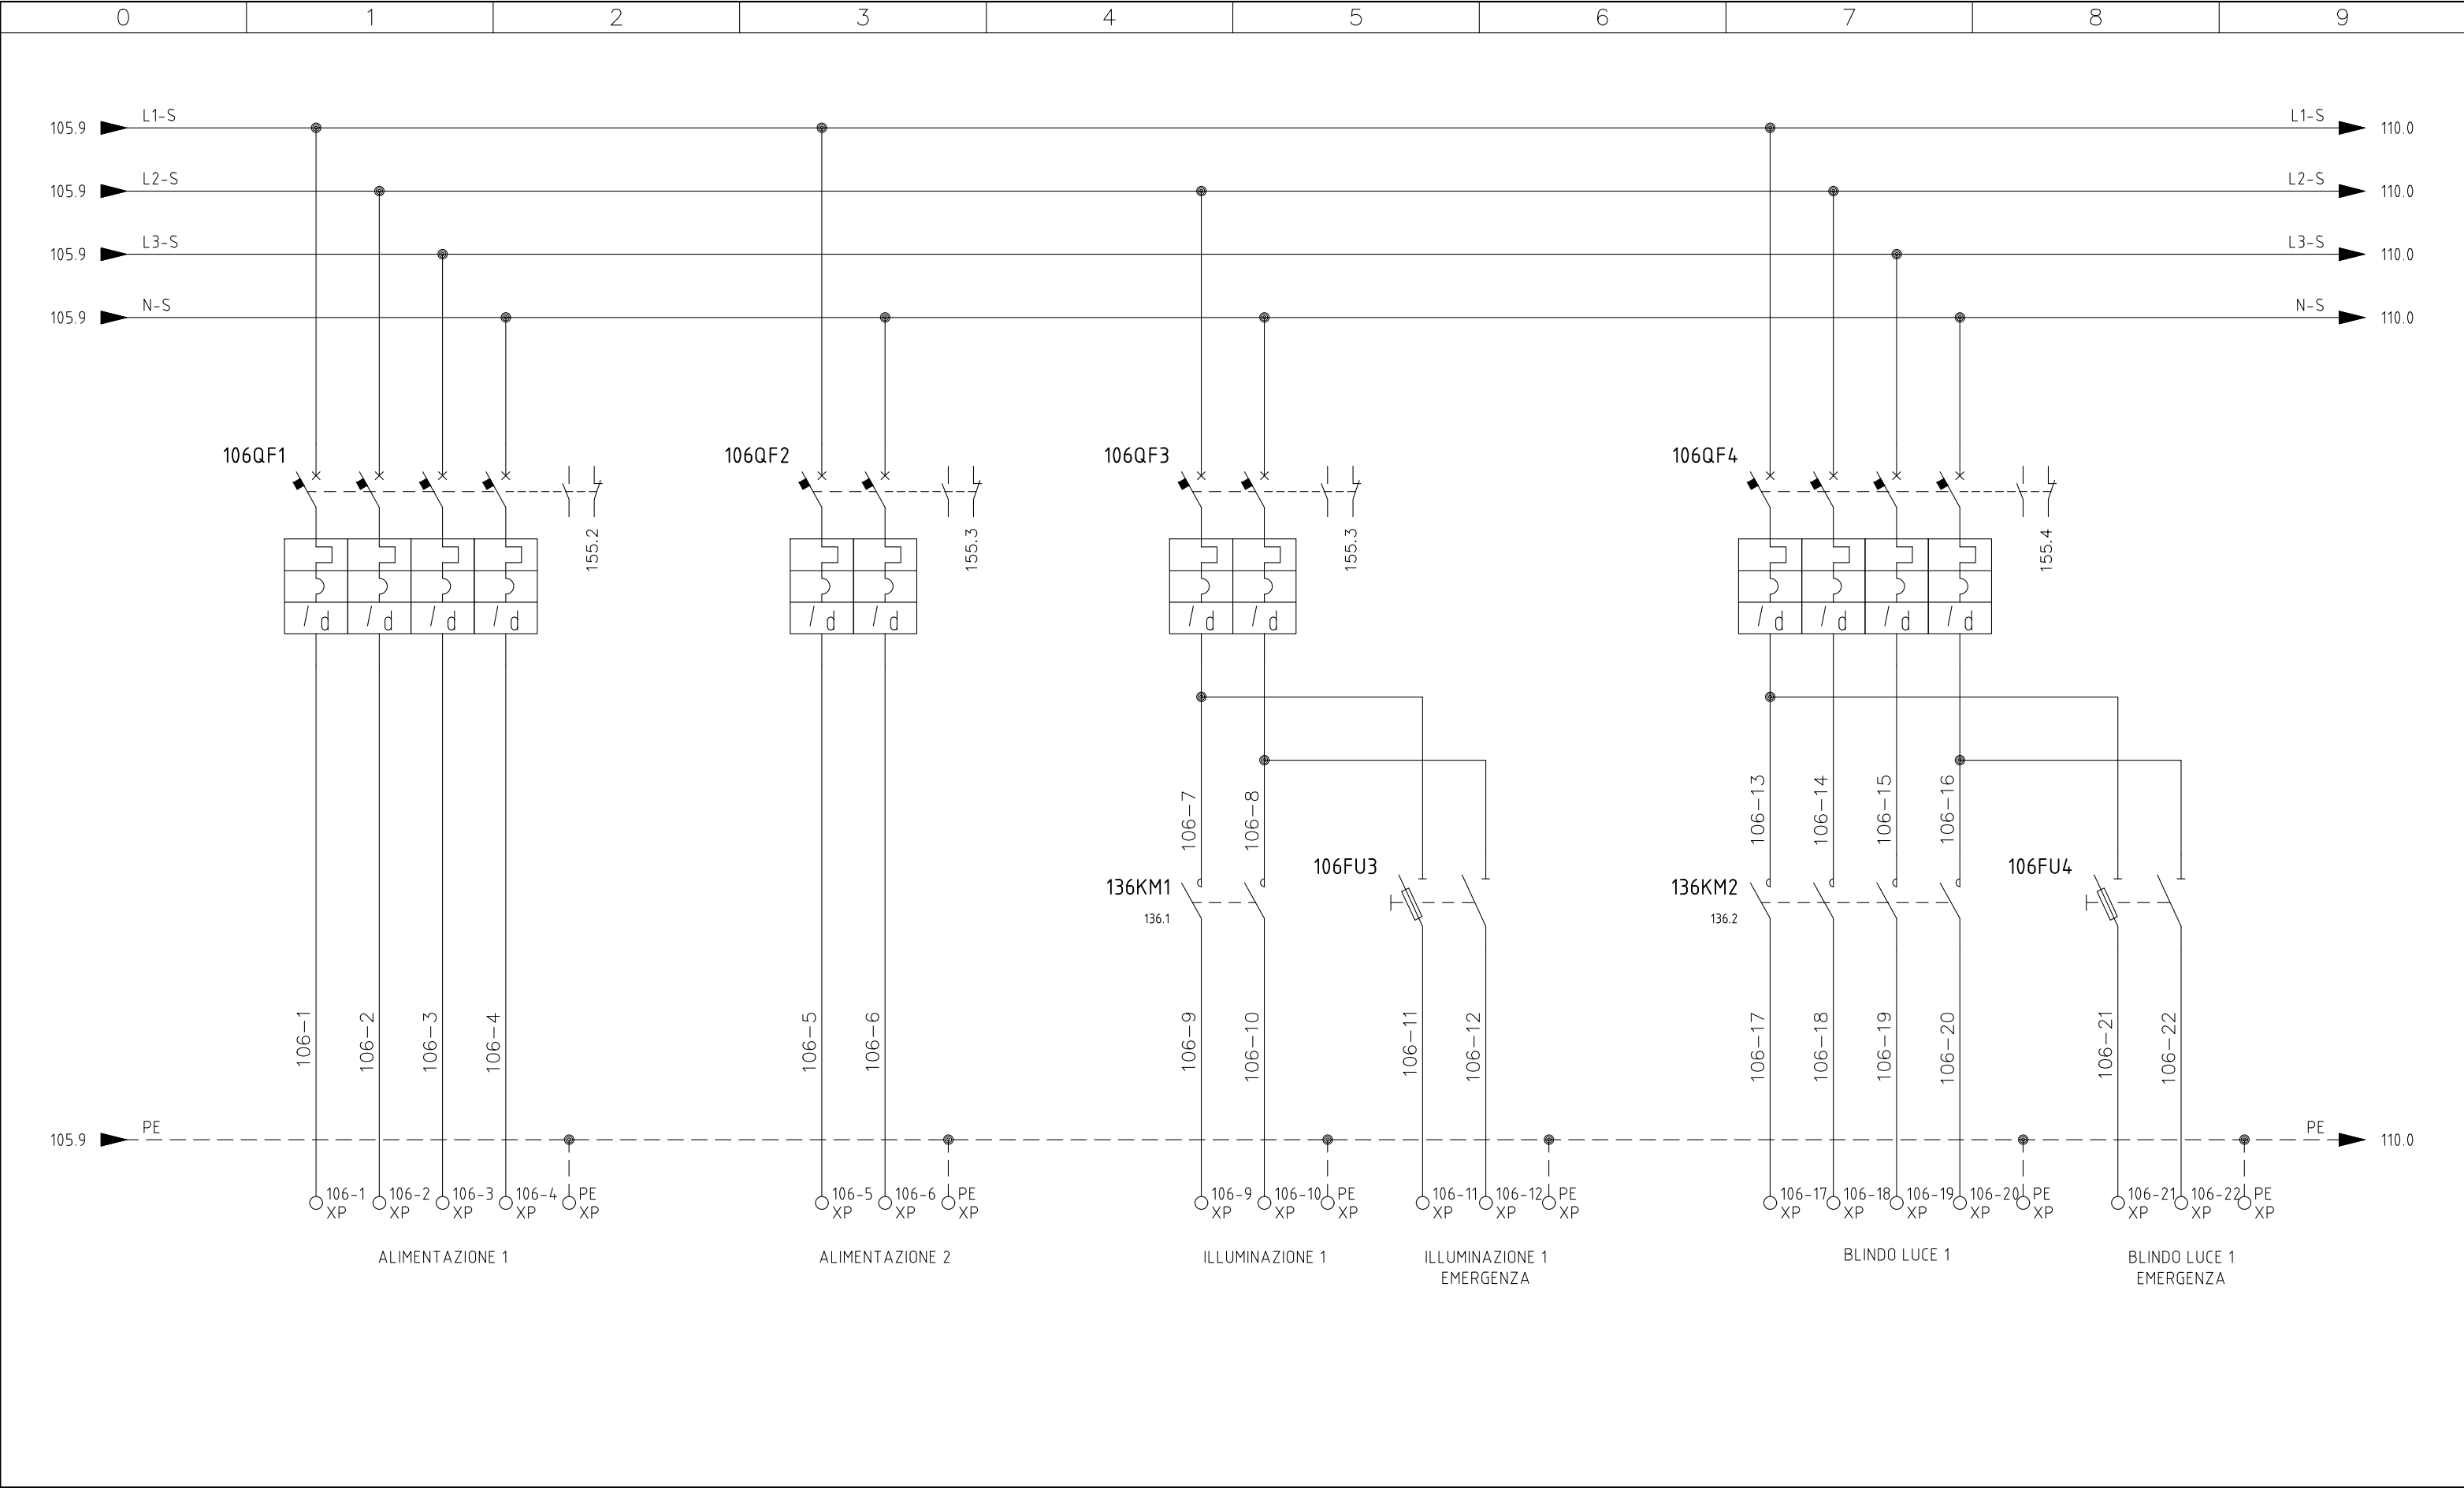 0 1 2 3 4 5 6 7 8 9
105.9 L1-S L1-S 110.0
105.9 L2-S L2-S 110.0
105.9 L3-S L3-S 110.0
105.9 N-S N-S 110.0
106QF1 106QF2 106QF3 106QF4
155.2 155.3 155.3 155.4
/ d / d / d / d / d / d / d / d / d / d / d / d
106-7 106-8 106-13 106-14 106-15 106-16
106FU3 106FU4
136KM1 136KM2
136.1 136.2
106-1 106-2 106-3 106-4 106-5 106-6 106-9 106-10 106-11 106-12 106-17 106-18 106-19 106-20 106-21 106-22
105.9 PE PE 110.0
106-1 106-2 106-3 106-4 PE 106-5 106-6 PE 106-9 106-10 PE 106-11 106-12 PE 106-17 106-18 106-19 106-20 PE 106-21 106-22 PE
XP XP XP XP XP XP XP XP XP XP XP XP XP XP XP XP XP XP XP XP XP XP
ALIMENTAZIONE 1 ALIMENTAZIONE 2 ILLUMINAZIONE 1 ILLUMINAZIONE 1 BLINDO LUCE 1 BLINDO LUCE 1
EMERGENZA EMERGENZA